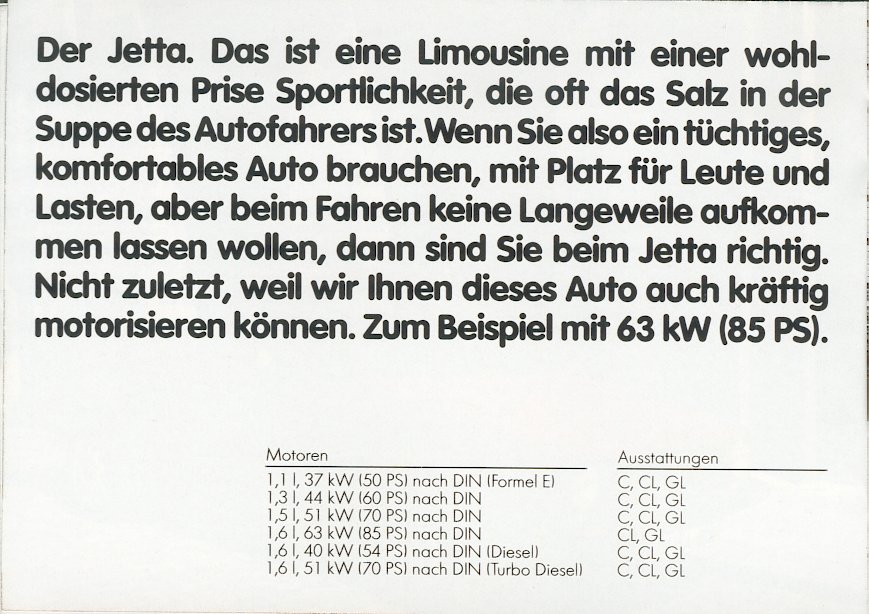 Der Jetta. Das ist eine Limousine mit einer wohl-
dosierten Prise Sportlichkeit, die oft das Salz in der
Suppe des Autofahrers ist. Wenn Sie also ein tüchtiges,
komfortables Auto brauchen, mit Platz für Leute und
Lasten, aber beim Fahren keine Langeweile aufkom-
men lassen wollen, dann sind Sie beim Jetta richtig.
Nicht zuletzt, weil wir Ihnen dieses Auto auch kräftig
motorisieren können. Zum Beispiel mit 63 kW (85 PS).
Motoren Ausstattungen
1,1 l, 37 kW (50 PS) nach DIN (Formel E) C, CL, GL
1,3 l, 44 kW (60 PS) nach DIN C, CL, GL
1,5 l, 51 kW (70 PS) nach DIN C, CL, GL
1,6 l, 63 kW (85 PS) nach DIN CL, GL
1,6 l, 40 kW (54 PS) nach DIN (Diesel) C, CL, GL
1,6 l, 51 kW (70 PS) nach DIN (Turbo Diesel) C, CL, GL